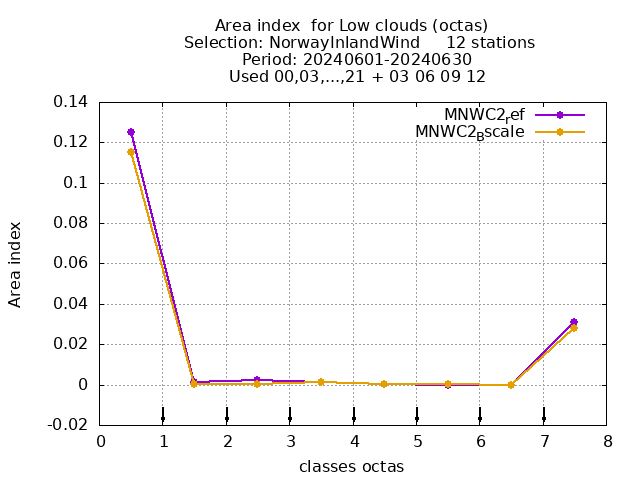 Area index  for Low clouds (octas)
Selection: NorwayInlandWind     12 stations
Period: 20240601-20240630
Used 00,03,...,21 + 03 06 09 12
MNWC2ref
MNWC2Bscale
0.14
0.12
0.1
0.08
0.06
0.04
0.02
0
-0.02
Area index
0 1 2 3 4 5 6 7 8
classes octas